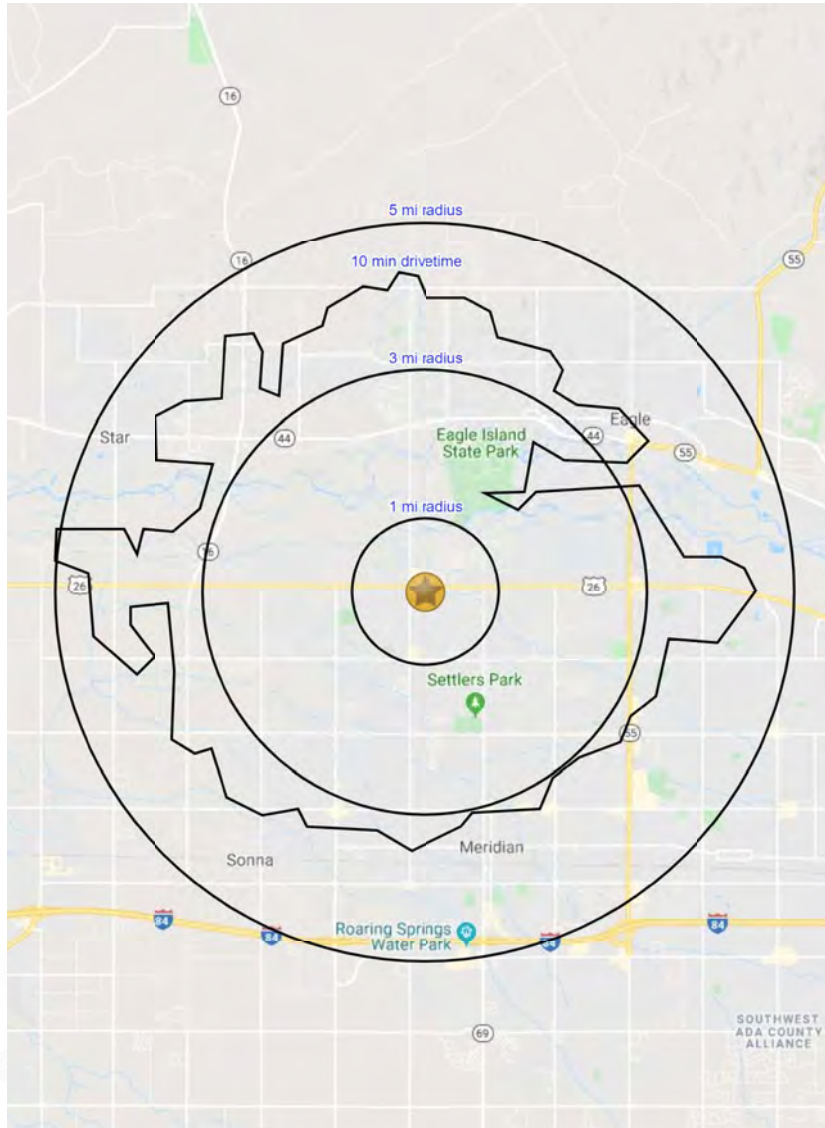 16
5 mi radius
16
10 min drivetime
55
3 mi radius
Eagle
Star
44
Eagle Island
State Park
44
55
1 mi radius
16
26
26
Settlers Park
55
Sonna
Meridian
84
84
Roaring Springs
Water Park
84
84
69
SOUTHWEST
ADA COUNTY
ALLIANCE